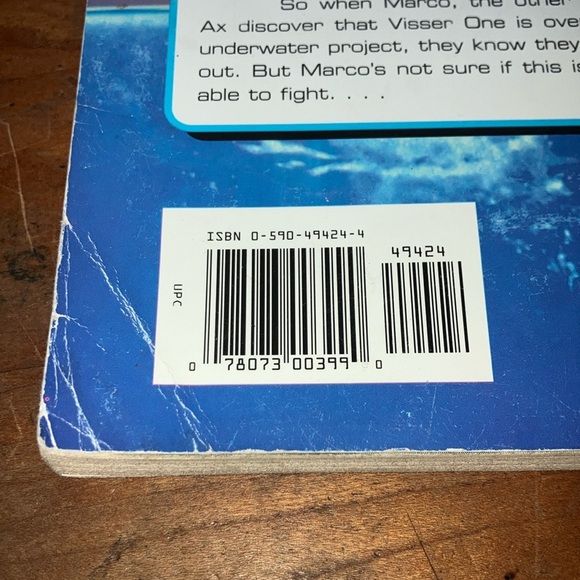 So when Marco, the other
Ax discover that Visser One is ove
underwater project, they know they
out. But Marco's not sure if this is
able to fight. . . .
ISBN 0-590-49424-4
49424
UPC
0 78073 00399 0